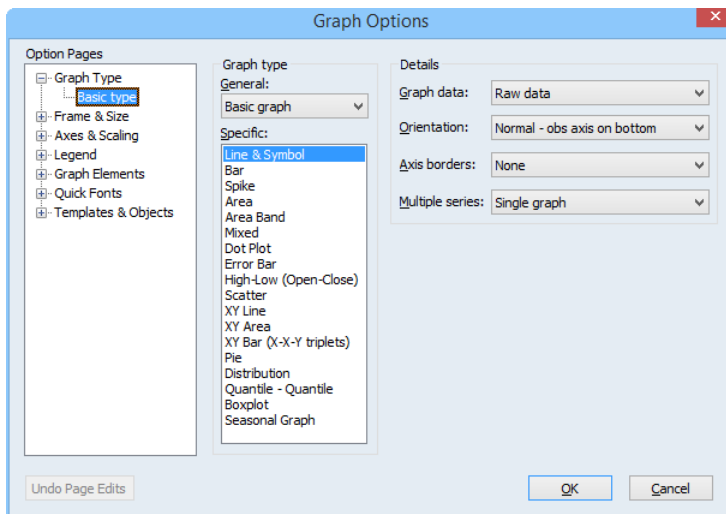 Graph Options
Option Pages
Graph Type
Basic type
Frame & Size
Axes & Scaling
Legend
Graph Elements
Quick Fonts
Templates & Objects
Graph type
General:
Basic graph
Specific:
Line & Symbol
Bar
Spike
Area
Area Band
Mixed
Dot Plot
Error Bar
High-Low (Open-Close)
Scatter
XY Line
XY Area
XY Bar (X-X-Y triplets)
Pie
Distribution
Quantile - Quantile
Boxplot
Seasonal Graph
Details
Graph data: Raw data
Orientation: Normal - obs axis on bottom
Axis borders: None
Multiple series: Single graph
Undo Page Edits
OK
Cancel